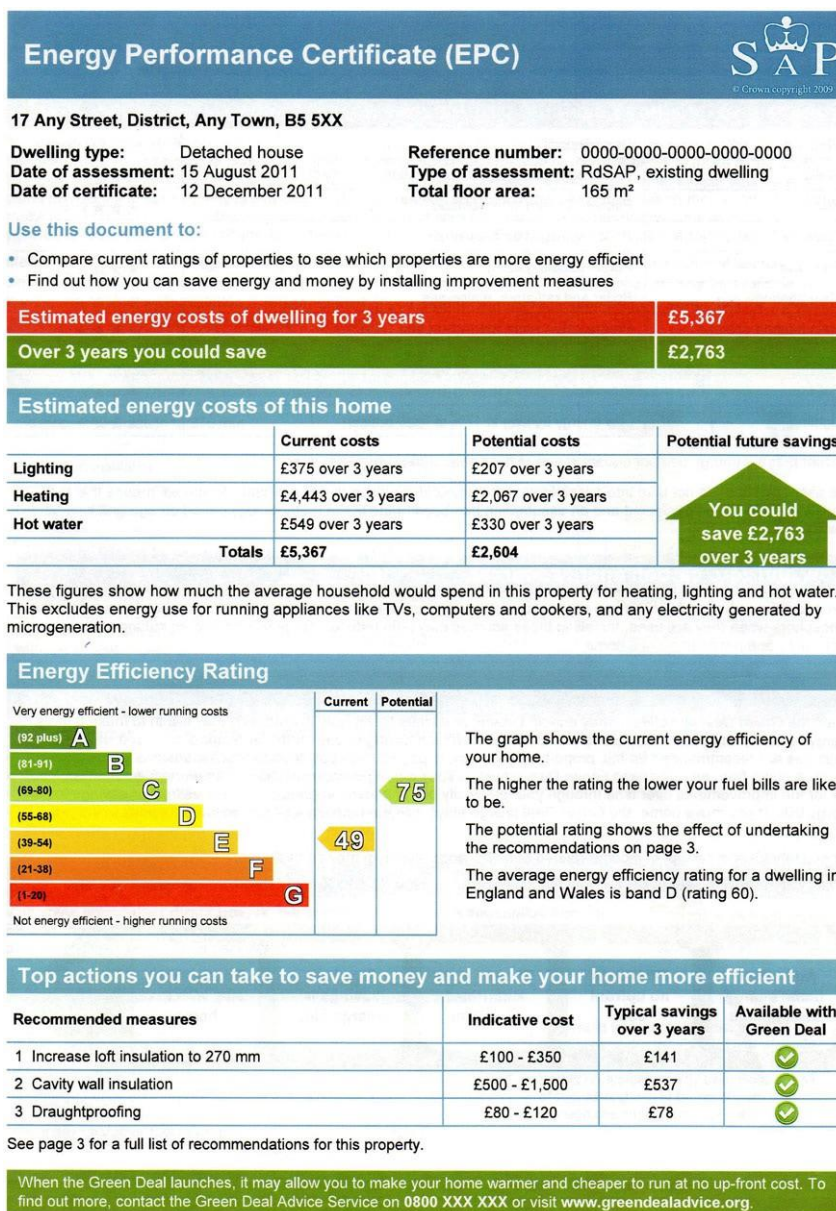 Energy Performance Certificate (EPC)
SAP
© Crown copyright 2009
17 Any Street, District, Any Town, B5 5XX
Dwelling type: Detached house
Date of assessment: 15 August 2011
Date of certificate: 12 December 2011
Reference number: 0000-0000-0000-0000-0000
Type of assessment: RdSAP, existing dwelling
Total floor area: 165 m²
Use this document to:
• Compare current ratings of properties to see which properties are more energy efficient
• Find out how you can save energy and money by installing improvement measures
Estimated energy costs of dwelling for 3 years £5,367
Over 3 years you could save £2,763
Estimated energy costs of this home
Current costs Potential costs Potential future savings
Lighting £375 over 3 years £207 over 3 years
Heating £4,443 over 3 years £2,067 over 3 years
Hot water £549 over 3 years £330 over 3 years
Totals £5,367 £2,604
You could
save £2,763
over 3 years
These figures show how much the average household would spend in this property for heating, lighting and hot water.
This excludes energy use for running appliances like TVs, computers and cookers, and any electricity generated by
microgeneration.
Energy Efficiency Rating
Current Potential
Very energy efficient - lower running costs
(92 plus) A
(81-91) B
(69-80) C 75
(55-68) D
(39-54) E 49
(21-38) F
(1-20) G
Not energy efficient - higher running costs
The graph shows the current energy efficiency of
your home.
The higher the rating the lower your fuel bills are like
to be.
The potential rating shows the effect of undertaking
the recommendations on page 3.
The average energy efficiency rating for a dwelling in
England and Wales is band D (rating 60).
Top actions you can take to save money and make your home more efficient
Recommended measures Indicative cost Typical savings over 3 years Available with Green Deal
1 Increase loft insulation to 270 mm £100 - £350 £141
2 Cavity wall insulation £500 - £1,500 £537
3 Draughtproofing £80 - £120 £78
See page 3 for a full list of recommendations for this property.
When the Green Deal launches, it may allow you to make your home warmer and cheaper to run at no up-front cost. To
find out more, contact the Green Deal Advice Service on 0800 XXX XXX or visit www.greendealadvice.org.